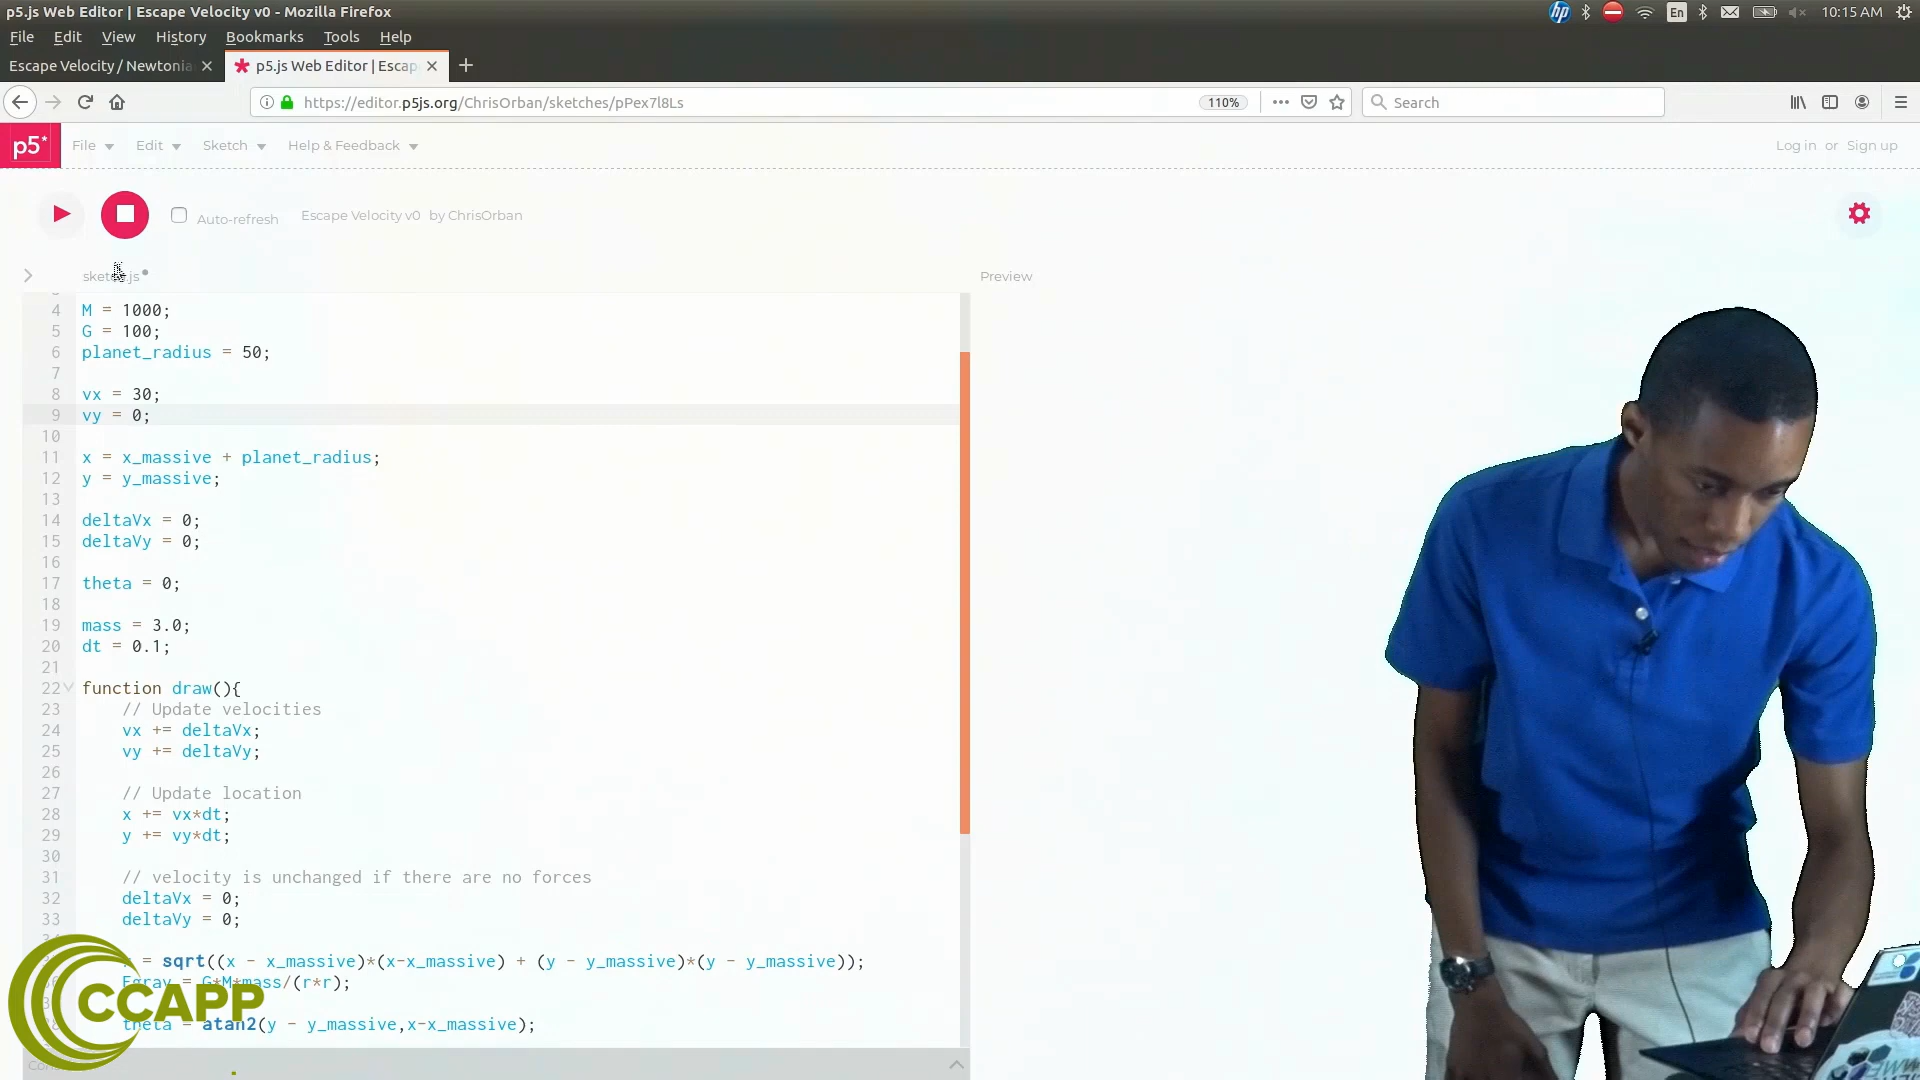 p5.js Web Editor | Escape Velocity v0 - Mozilla Firefox
hp
En
10:15 AM
File Edit View History Bookmarks Tools Help
Escape Velocity / Newtonia
p5.js Web Editor | Escap
https://editor.p5js.org/ChrisOrban/sketches/pPex7l8Ls
110%
Search
p5*
File Edit Sketch Help & Feedback
Log in or Sign up
Auto-refresh
Escape Velocity v0 by ChrisOrban
Preview
4 M = 1000;
5 G = 100;
6 planet_radius = 50;
7
8 vx = 30;
9 vy = 0;
10
11 x = x_massive + planet_radius;
12 y = y_massive;
13
14 deltaVx = 0;
15 deltaVy = 0;
16
17 theta = 0;
18
19 mass = 3.0;
20 dt = 0.1;
21
22 function draw(){
23 // Update velocities
24 vx += deltaVx;
25 vy += deltaVy;
26
27 // Update location
28 x += vx*dt;
29 y += vy*dt;
30
31 // velocity is unchanged if there are no forces
32 deltaVx = 0;
33 deltaVy = 0;
= sqrt((x - x_massive)*(x-x_massive) + (y - y_massive)*(y - y_massive));
Fgrav = G*M*mass/(r*r);
theta = atan2(y - y_massive,x-x_massive);
CCAPP